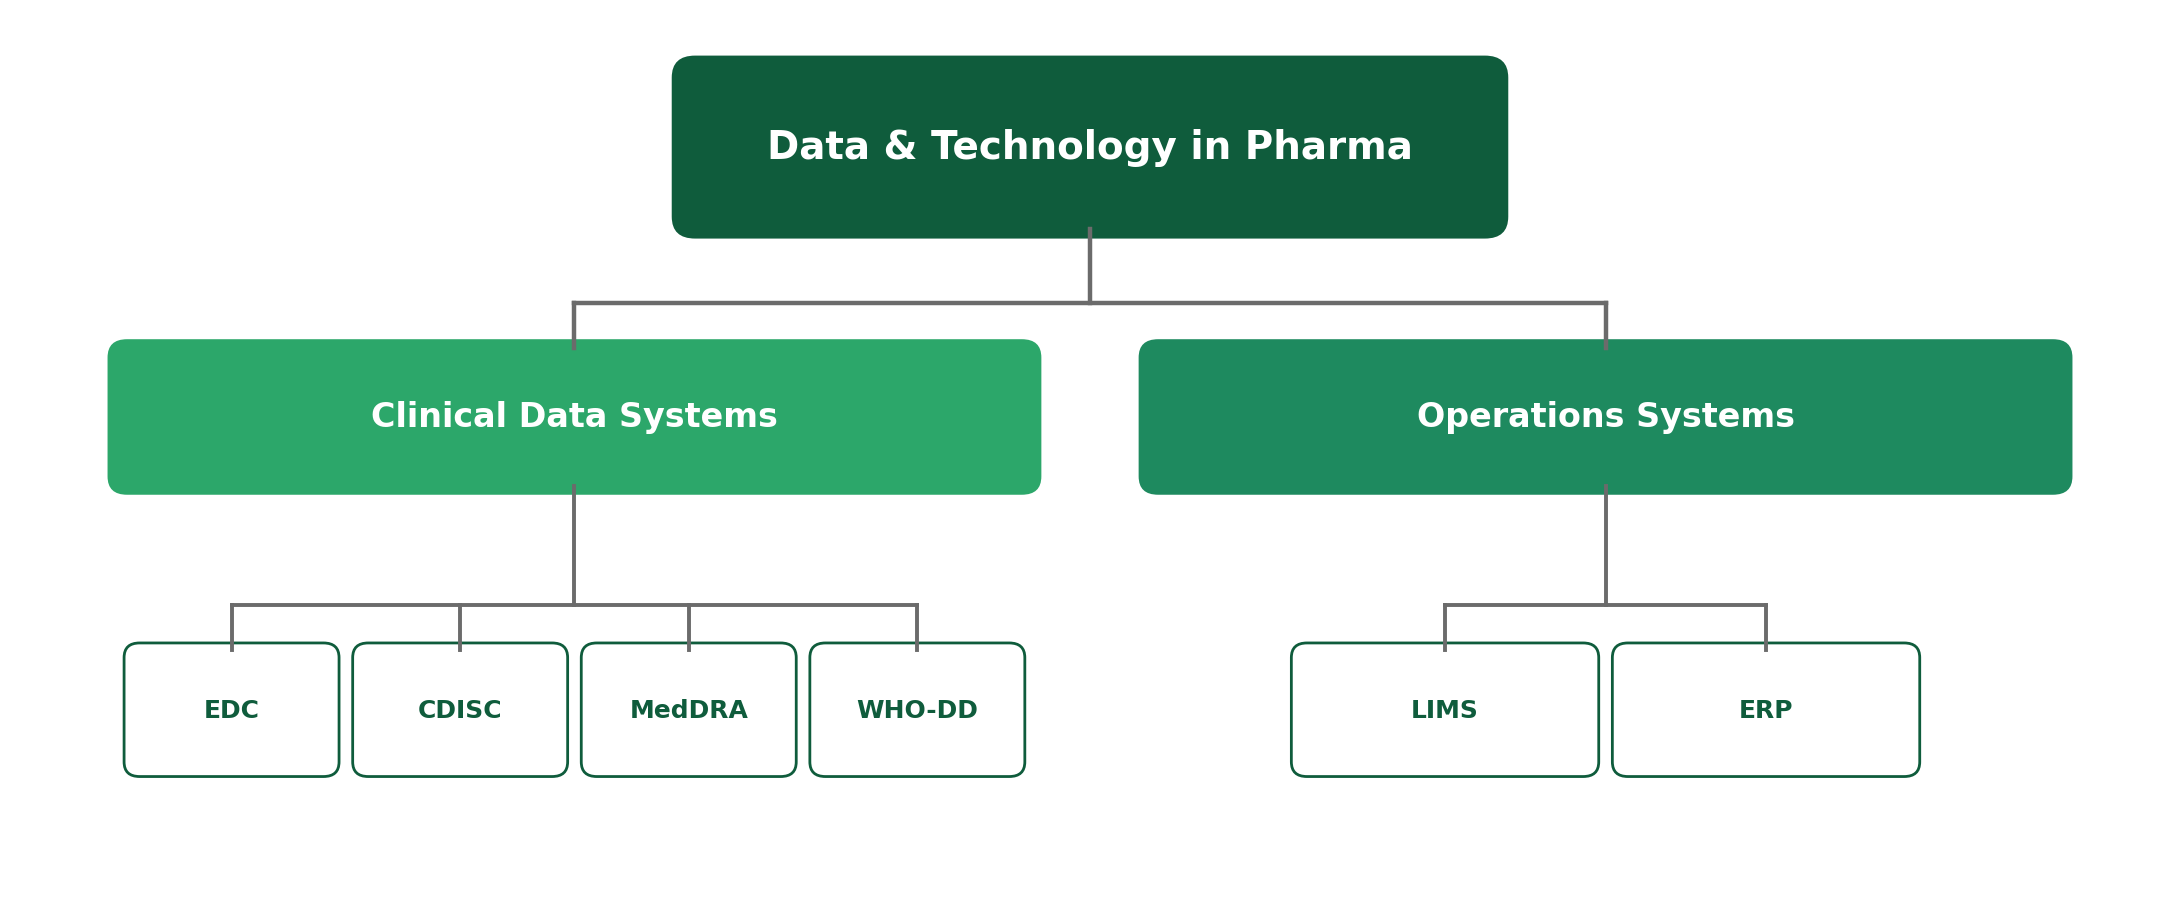 Data & Technology in Pharma
Clinical Data Systems
Operations Systems
EDC
CDISC
MedDRA
WHO-DD
LIMS
ERP